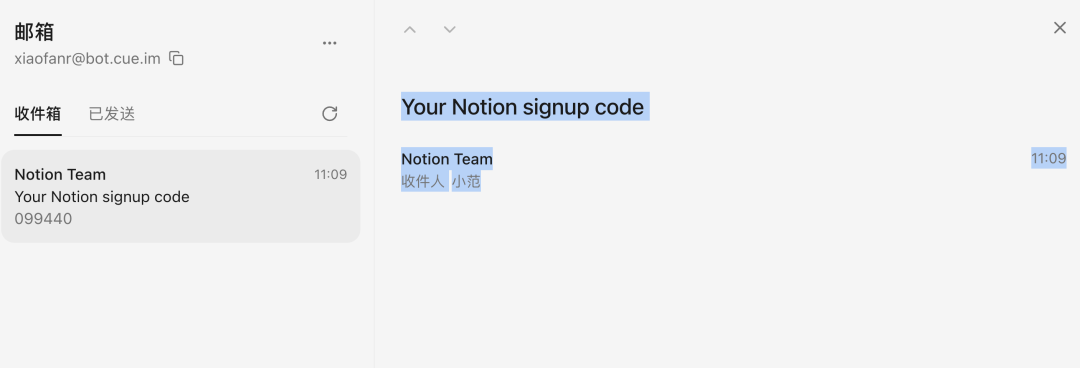 邮箱
xiaofanr@bot.cue.im
收件箱 已发送
Notion Team 11:09
Your Notion signup code
099440
Your Notion signup code
Notion Team 11:09
收件人 小范